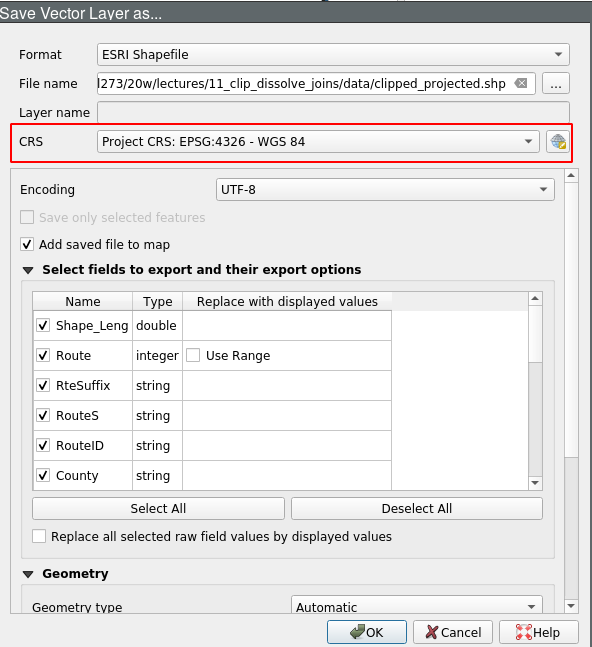 Save Vector Layer as...
Format ESRI Shapefile
File name l273/20w/lectures/11_clip_dissolve_joins/data/clipped_projected.shp ...
Layer name
CRS Project CRS: EPSG:4326 - WGS 84
Encoding UTF-8
Save only selected features
Add saved file to map
Select fields to export and their export options
Name Type Replace with displayed values
Shape_Leng double
Route integer Use Range
RteSuffix string
RouteS string
RouteID string
County string
Select All Deselect All
Replace all selected raw field values by displayed values
Geometry
Geometry type Automatic
OK Cancel Help